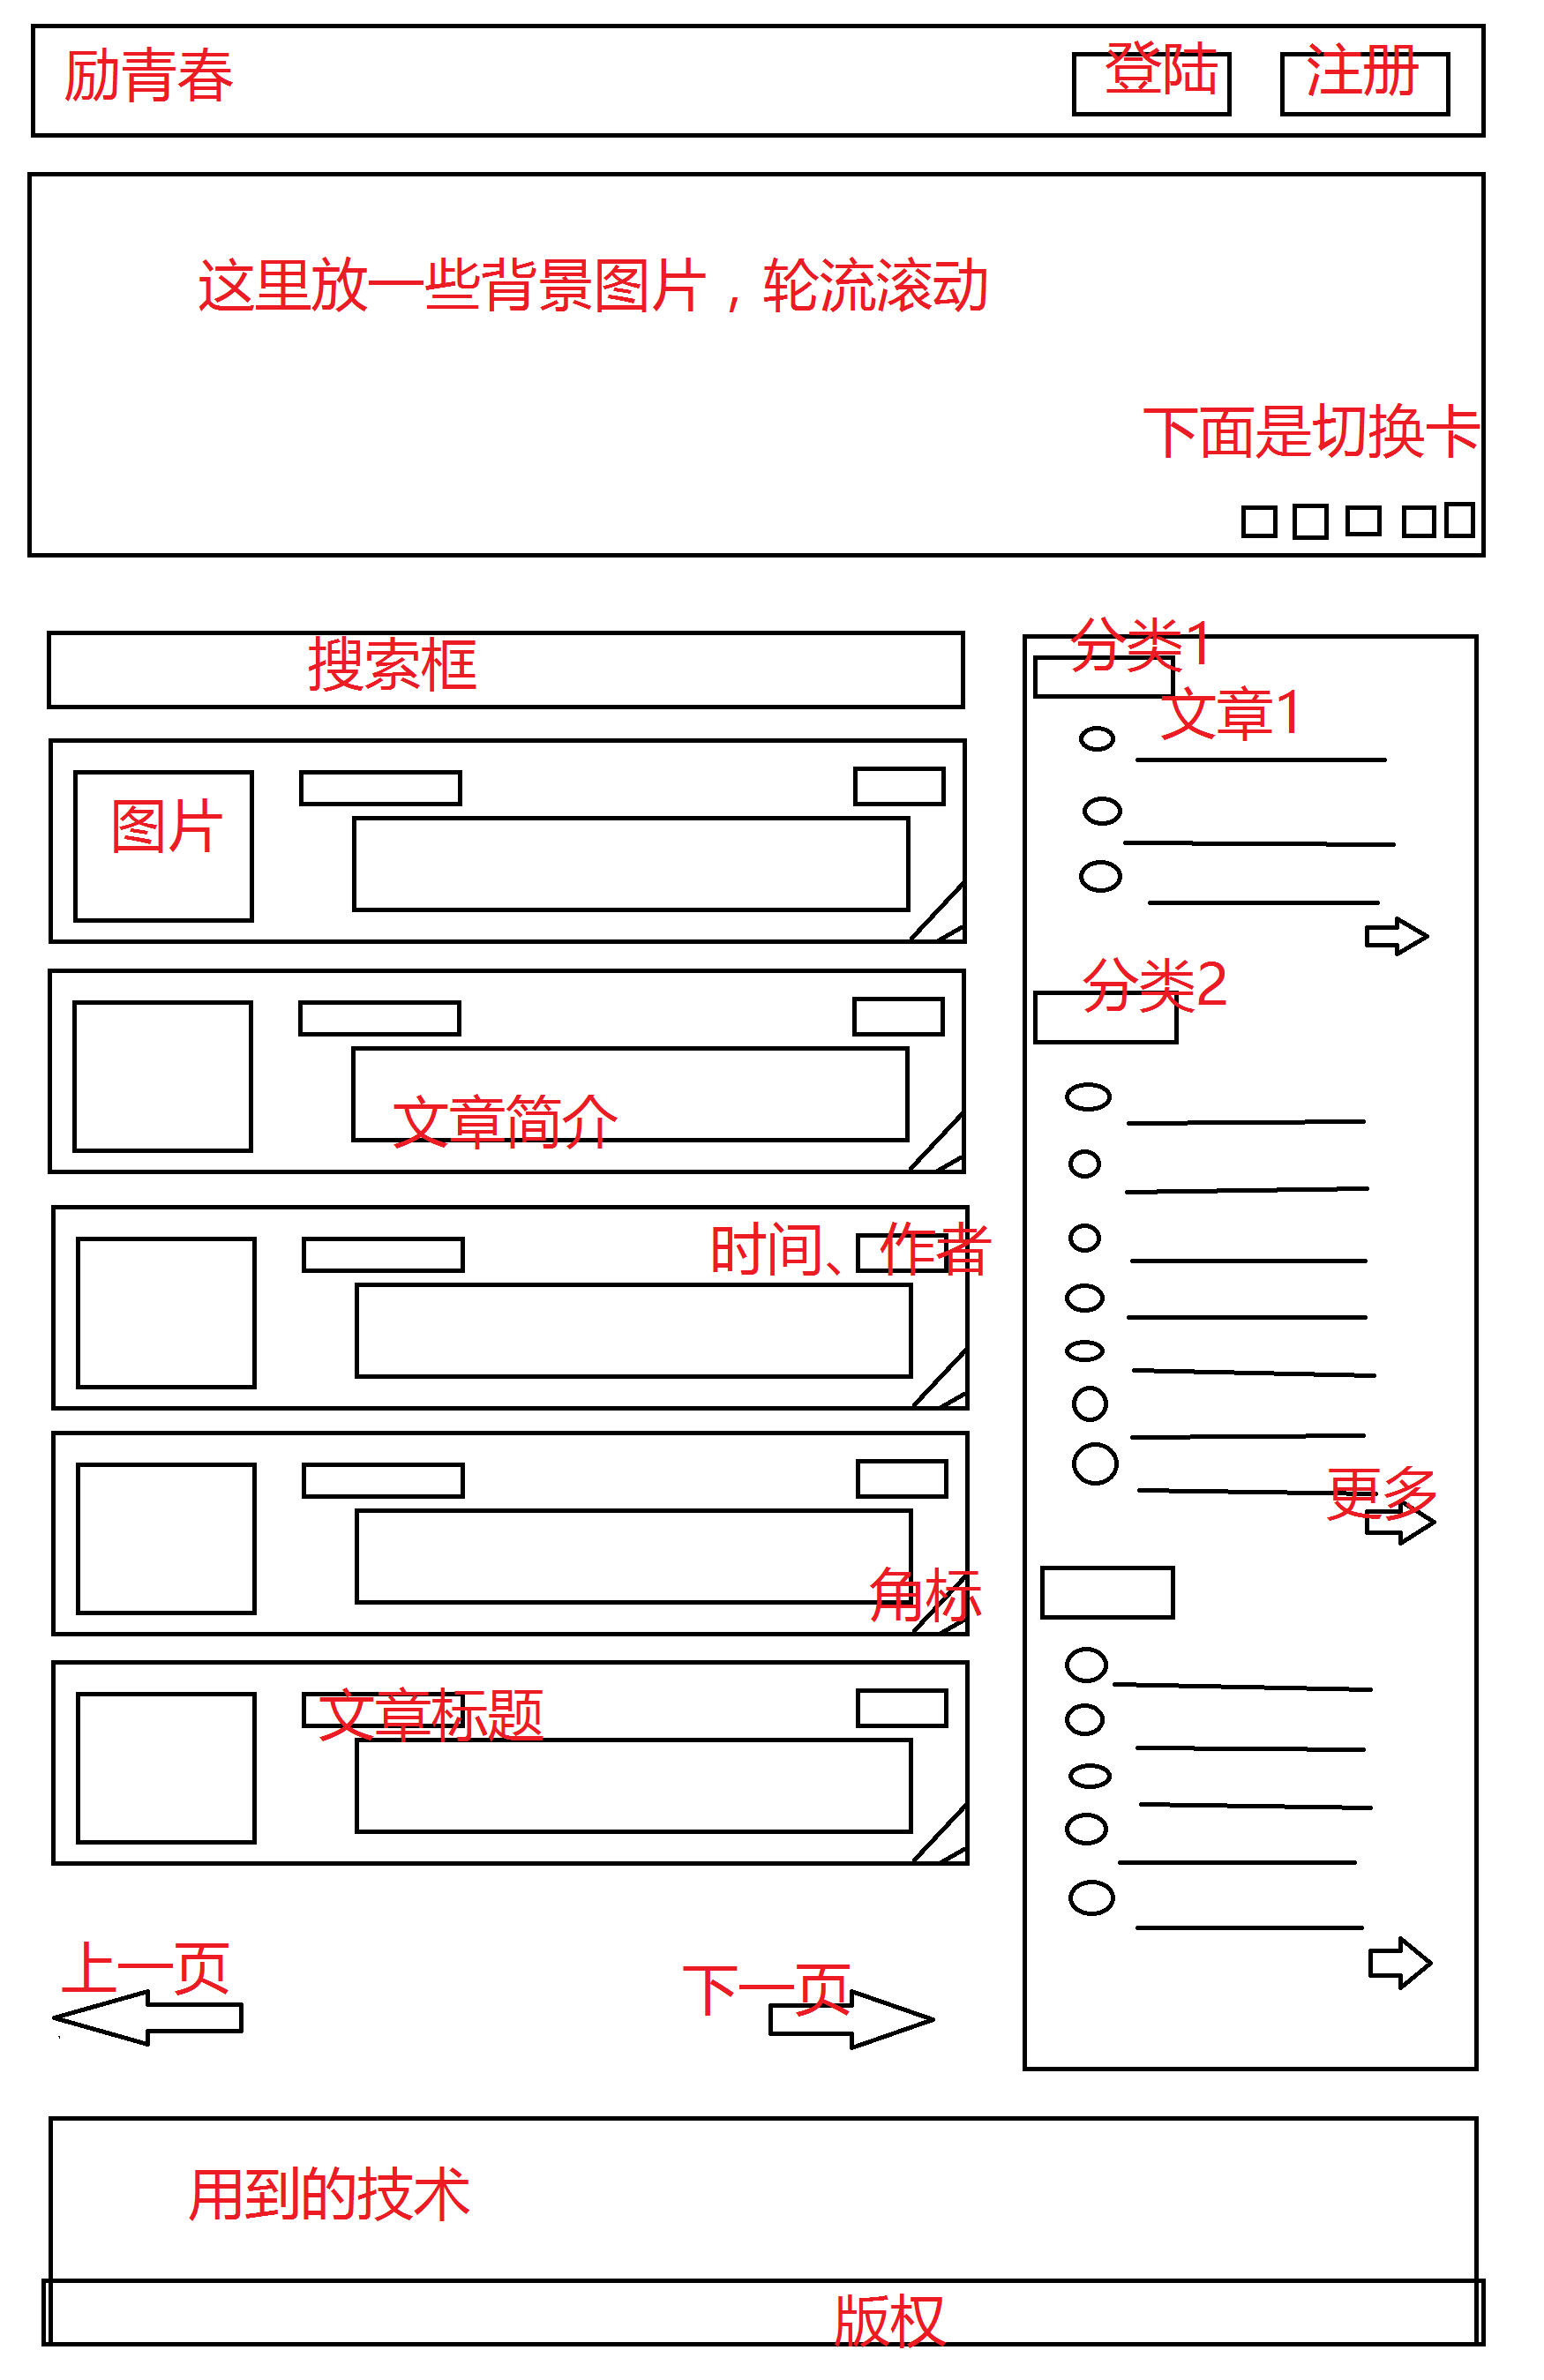 励青春
登陆
注册
这里放一些背景图片，轮流滚动
下面是切换卡
搜索框
图片
文章简介
时间、作者
角标
文章标题
上一页
下一页
分类1
文章1
分类2
更多
用到的技术
版权